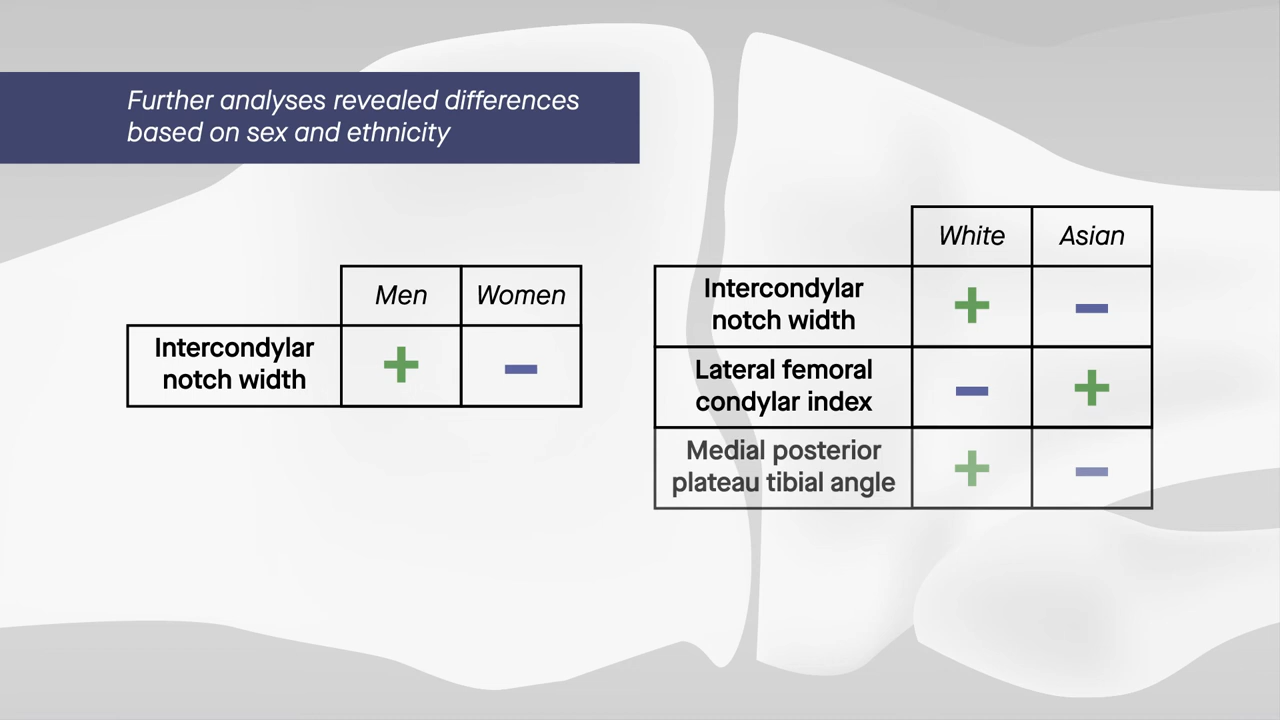 Further analyses revealed differences
based on sex and ethnicity
Men Women
Intercondylar
notch width + –
White Asian
Intercondylar
notch width + –
Lateral femoral
condylar index – +
Medial posterior
plateau tibial angle + –